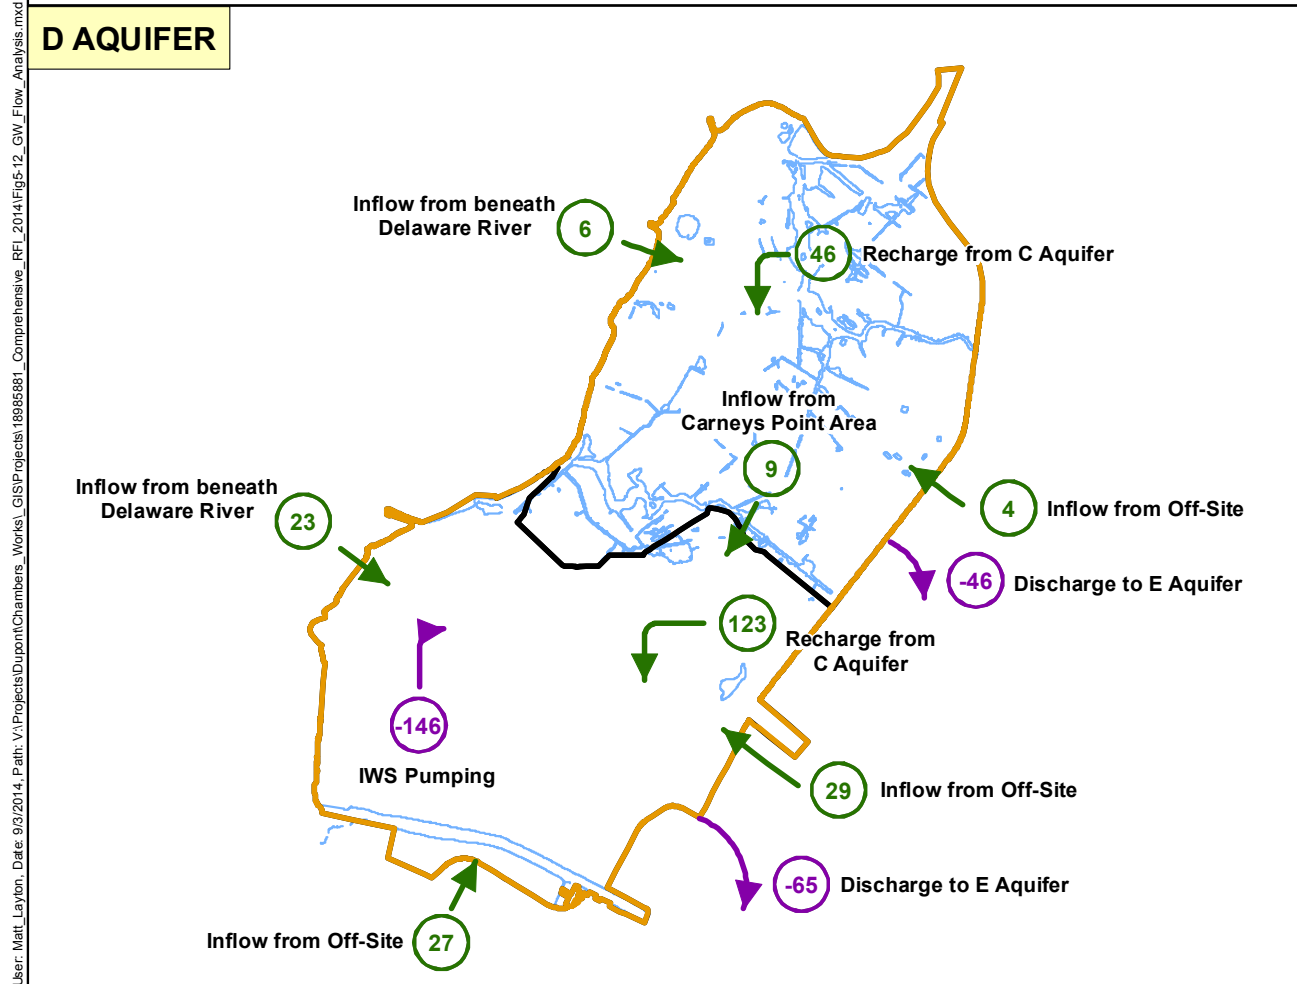 User: Matt_Layton, Date: 9/3/2014, Path: V:\Projects\Dupont\Chambers_Works\_GIS\Projects\18985881_Comprehensive_RFI_2014\Fig5-12_GW_Flow_Analysis.mxd
D AQUIFER
Inflow from beneath
Delaware River
6
46
Recharge from C Aquifer
Inflow from
Carneys Point Area
9
Inflow from beneath
Delaware River
23
4
Inflow from Off-Site
-46
Discharge to E Aquifer
123
Recharge from
C Aquifer
-146
IWS Pumping
29
Inflow from Off-Site
-65
Discharge to E Aquifer
Inflow from Off-Site
27